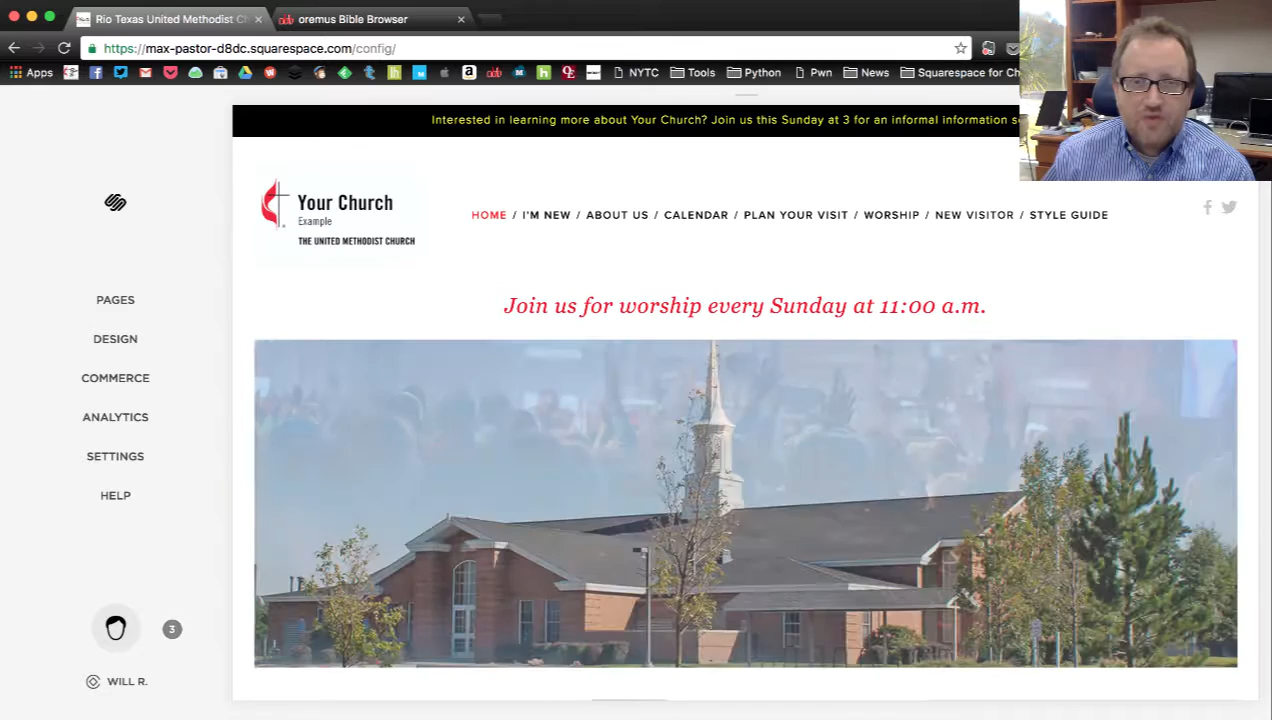 Rio Texas United Methodist Ch
oremus Bible Browser
https://max-pastor-d8dc.squarespace.com/config/
Apps
NYTC
Tools
Python
Pwn
News
Squarespace for Ch
Interested in learning more about Your Church? Join us this Sunday at 3 for an informal information s
Your Church
Example
THE UNITED METHODIST CHURCH
HOME / I'M NEW / ABOUT US / CALENDAR / PLAN YOUR VISIT / WORSHIP / NEW VISITOR / STYLE GUIDE
Join us for worship every Sunday at 11:00 a.m.
PAGES
DESIGN
COMMERCE
ANALYTICS
SETTINGS
HELP
3
WILL R.